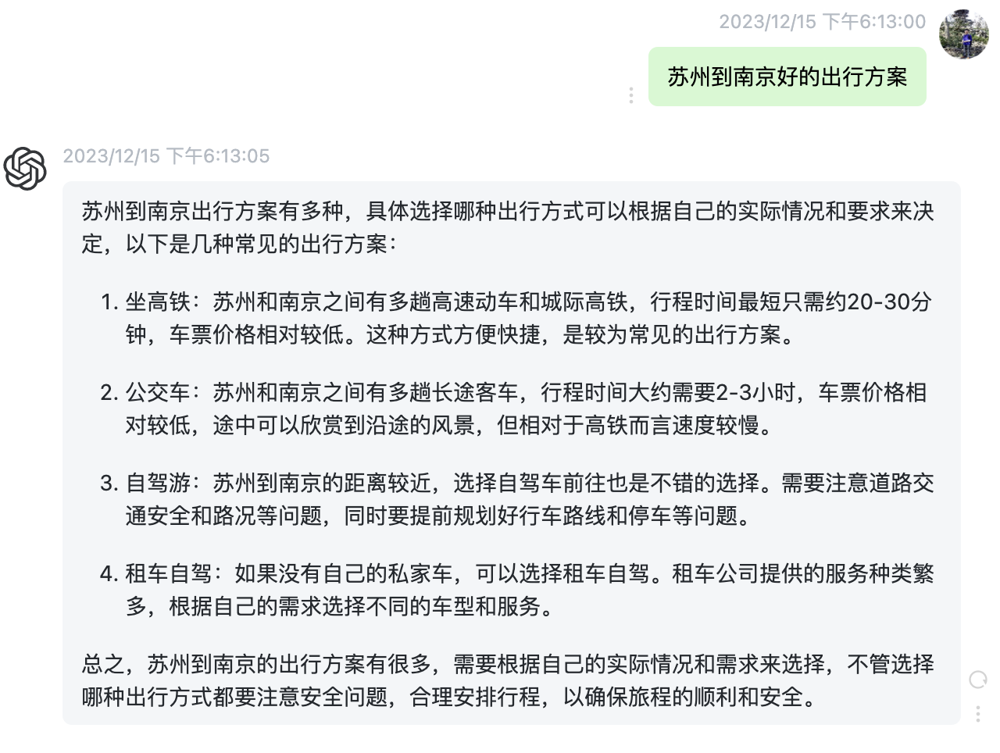 2023/12/15 下午6:13:00
苏州到南京好的出行方案
2023/12/15 下午6:13:05
苏州到南京出行方案有多种，具体选择哪种出行方式可以根据自己的实际情况和要求来决
定，以下是几种常见的出行方案：
1. 坐高铁：苏州和南京之间有多趟高速动车和城际高铁，行程时间最短只需约20-30分
钟，车票价格相对较低。这种方式方便快捷，是较为常见的出行方案。
2. 公交车：苏州和南京之间有多趟长途客车，行程时间大约需要2-3小时，车票价格相
对较低，途中可以欣赏到沿途的风景，但相对于高铁而言速度较慢。
3. 自驾游：苏州到南京的距离较近，选择自驾车前往也是不错的选择。需要注意道路交
通安全和路况等问题，同时要提前规划好行车路线和停车等问题。
4. 租车自驾：如果没有自己的私家车，可以选择租车自驾。租车公司提供的服务种类繁
多，根据自己的需求选择不同的车型和服务。
总之，苏州到南京的出行方案有很多，需要根据自己的实际情况和需求来选择，不管选择
哪种出行方式都要注意安全问题，合理安排行程，以确保旅程的顺利和安全。